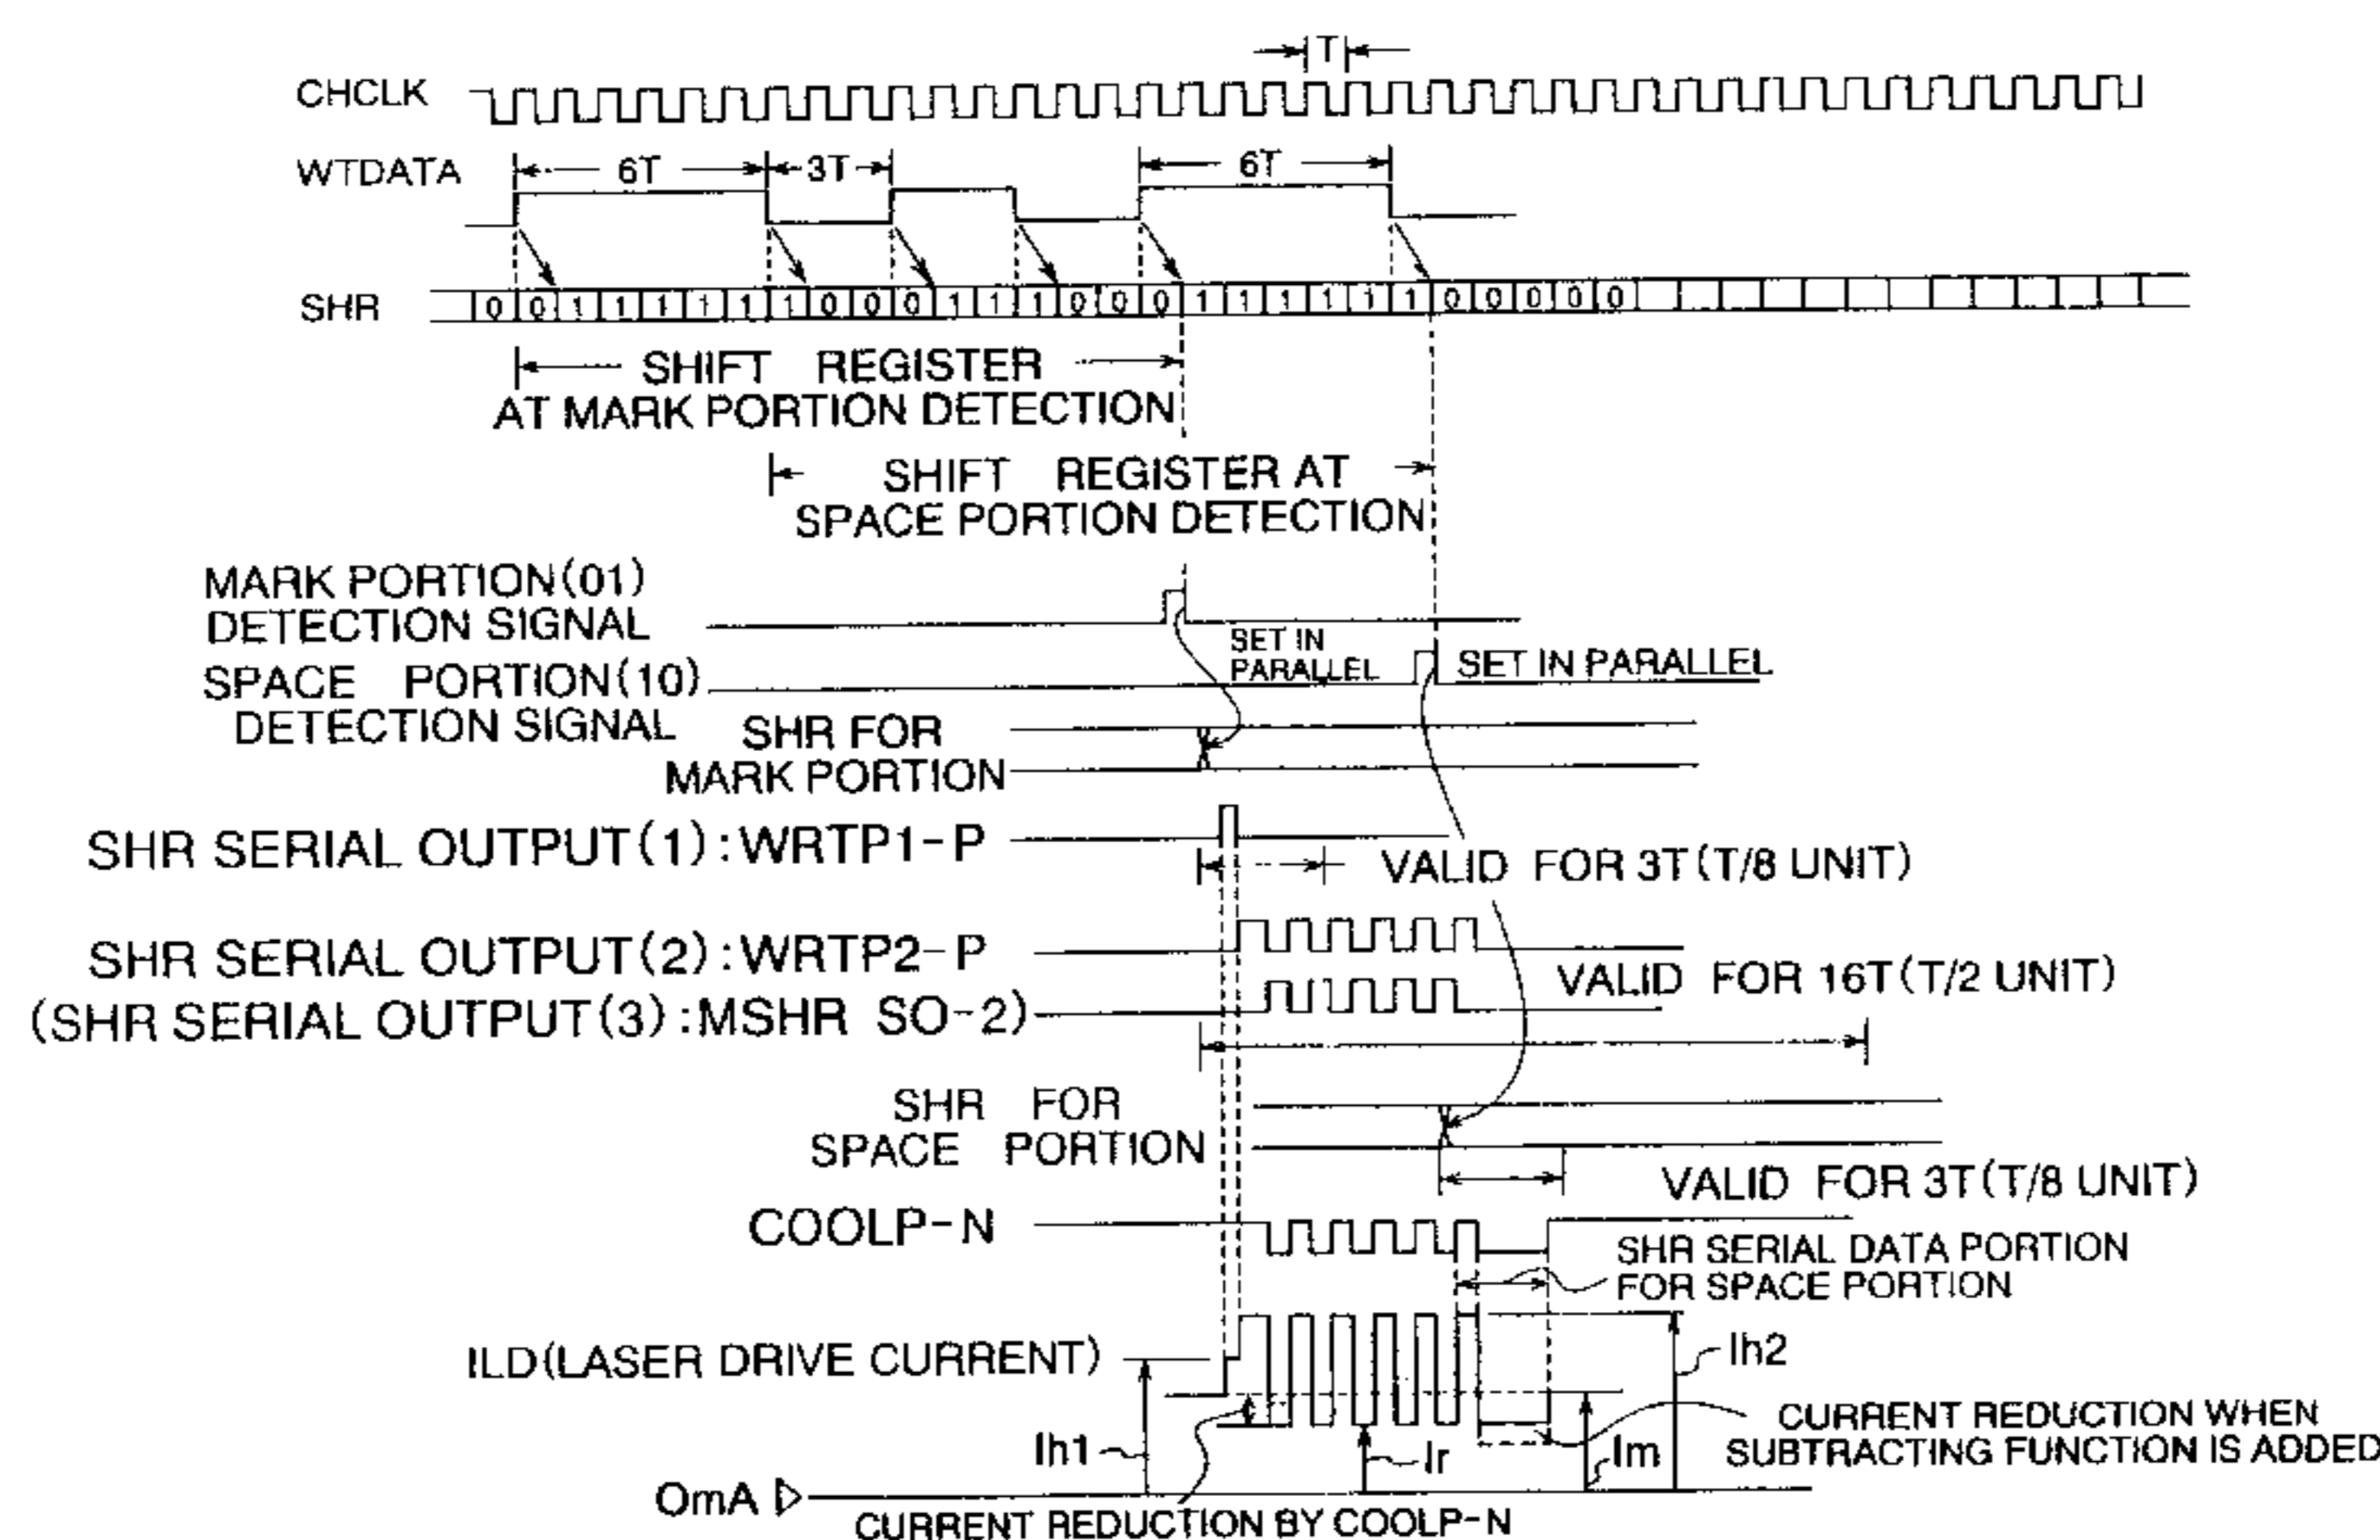 T
CHCLK
WTDATA
6T
3T
6T
SHR
0 0 1 1 1 1 1 1 0 0 0 1 1 1 0 0 0 1 1 1 1 1 1 0 0 0 0 0
SHIFT REGISTER
AT MARK PORTION DETECTION
SHIFT REGISTER AT
SPACE PORTION DETECTION
MARK PORTION(01)
DETECTION SIGNAL
SET IN
PARALLEL
SPACE PORTION(10)
DETECTION SIGNAL
SET IN PARALLEL
SHR FOR
MARK PORTION
SHR SERIAL OUTPUT(1):WRTP1-P
VALID FOR 3T(T/8 UNIT)
SHR SERIAL OUTPUT(2):WRTP2-P
VALID FOR 16T(T/2 UNIT)
(SHR SERIAL OUTPUT(3):MSHR SO-2)
SHR FOR
SPACE PORTION
VALID FOR 3T(T/8 UNIT)
COOLP-N
SHR SERIAL DATA PORTION
FOR SPACE PORTION
ILD(LASER DRIVE CURRENT)
Ih2
Ih1
Ir
Im
CURRENT REDUCTION WHEN
SUBTRACTING FUNCTION IS ADDED
OmA
CURRENT REDUCTION BY COOLP-N